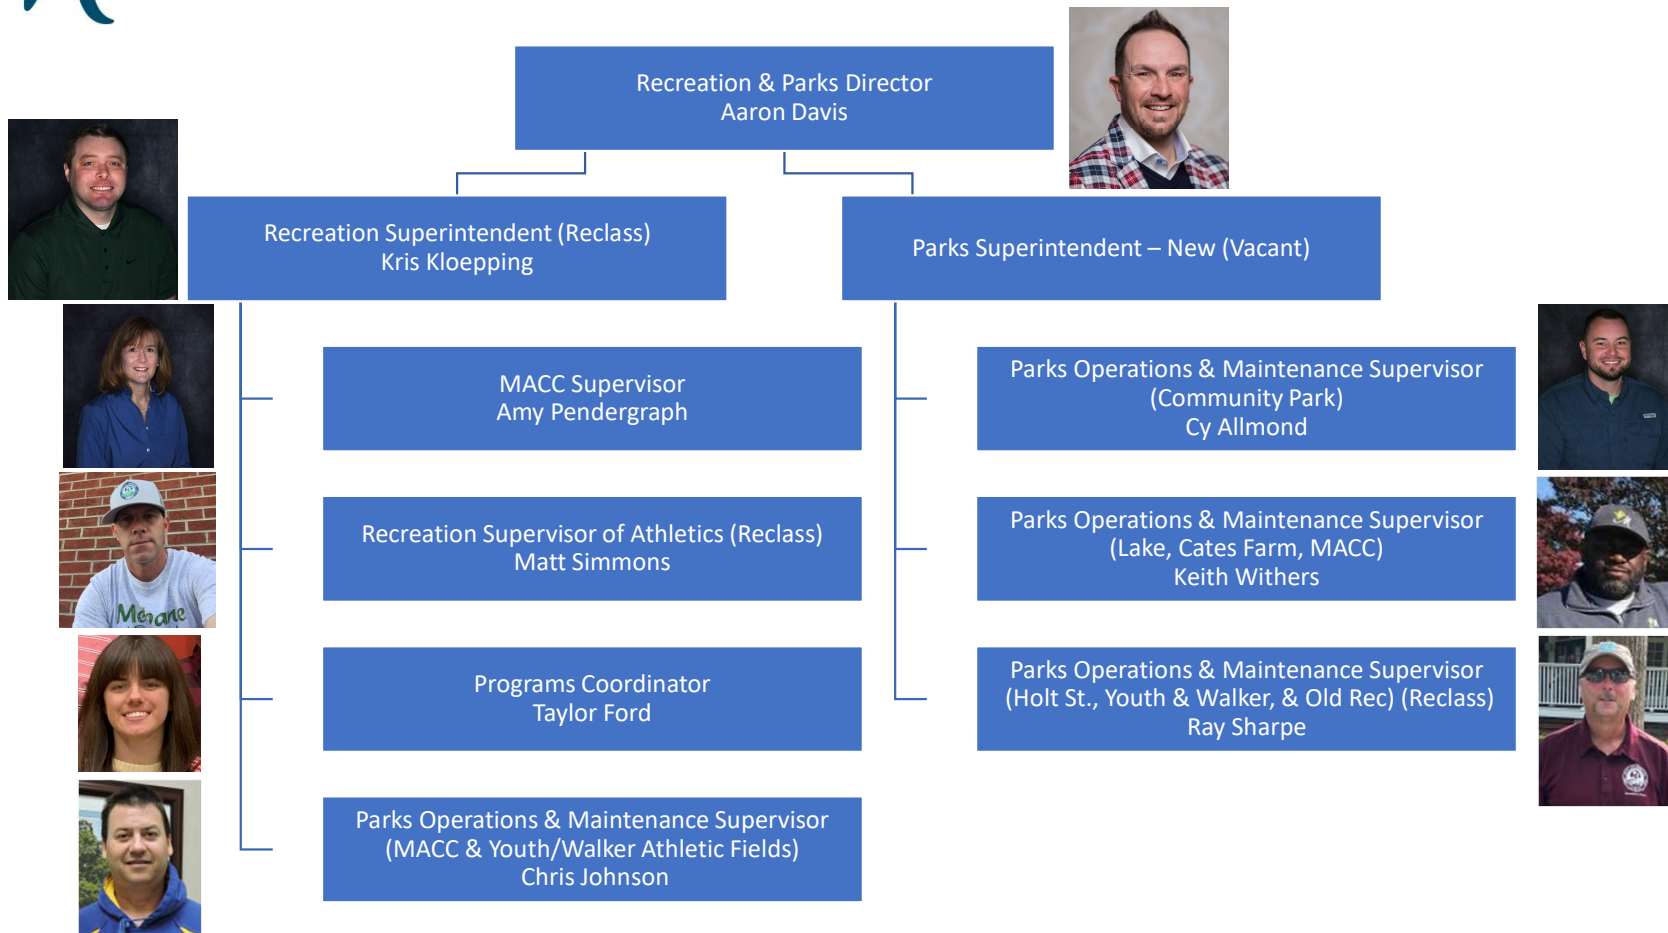 Recreation & Parks Director
Aaron Davis
Recreation Superintendent (Reclass)
Kris Kloepping
Parks Superintendent – New (Vacant)
MACC Supervisor
Amy Pendergraph
Recreation Supervisor of Athletics (Reclass)
Matt Simmons
Programs Coordinator
Taylor Ford
Parks Operations & Maintenance Supervisor
(MACC & Youth/Walker Athletic Fields)
Chris Johnson
Parks Operations & Maintenance Supervisor
(Community Park)
Cy Allmond
Parks Operations & Maintenance Supervisor
(Lake, Cates Farm, MACC)
Keith Withers
Parks Operations & Maintenance Supervisor
(Holt St., Youth & Walker, & Old Rec) (Reclass)
Ray Sharpe